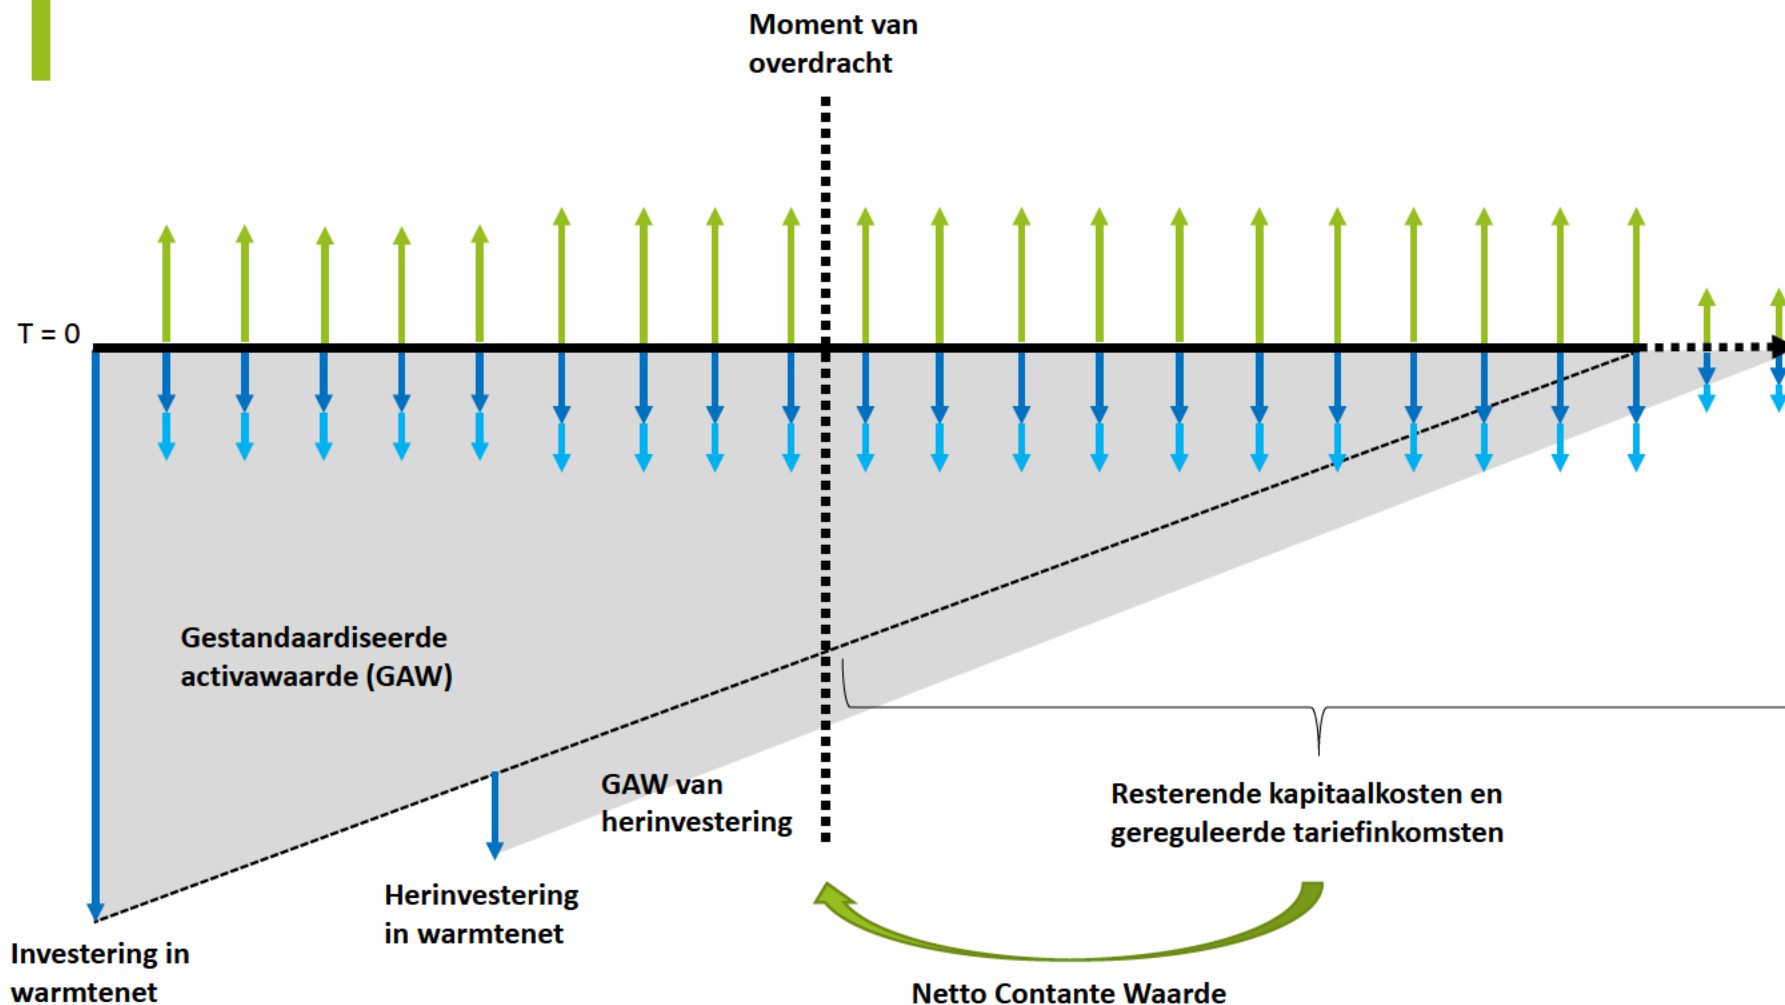 Moment van
overdracht
T = 0
Gestandaardiseerde
activawaarde (GAW)
GAW van
herinvestering
Resterende kapitaalkosten en
gereguleerde tariefinkomsten
Herinvestering
in warmtenet
Investering in
warmtenet
Netto Contante Waarde